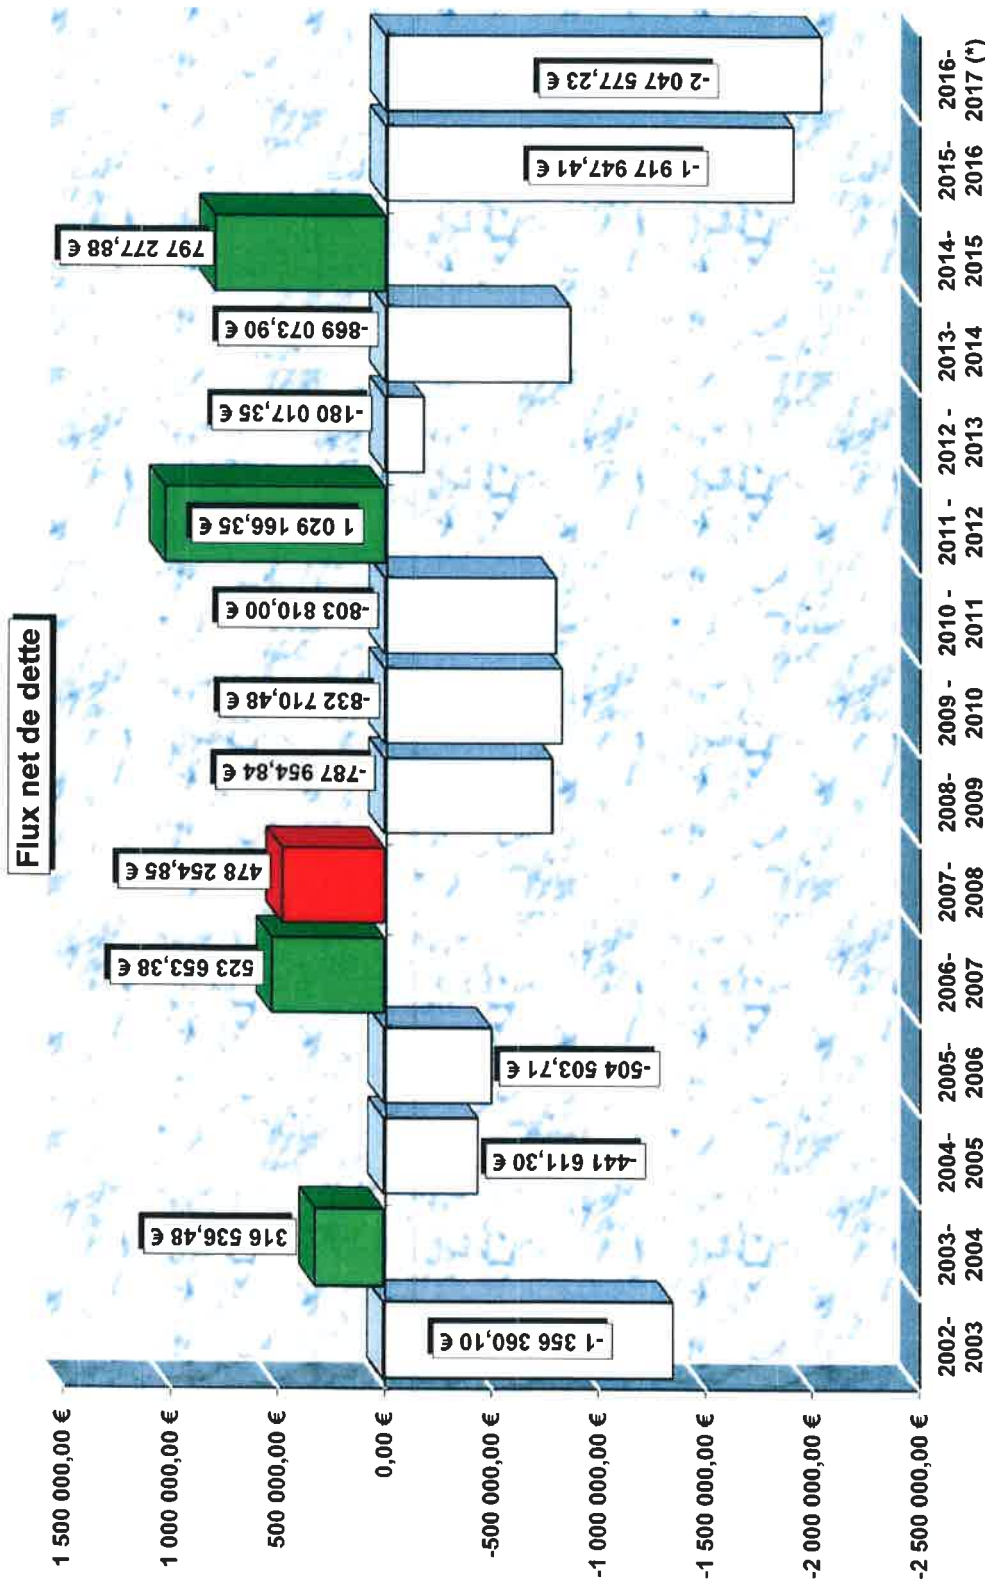 Flux net de dette
1 500 000,00 €
1 000 000,00 €
500 000,00 €
0,00 €
-500 000,00 €
-1 000 000,00 €
-1 500 000,00 €
-2 000 000,00 €
-2 500 000,00 €
-1 356 360,10 €
316 536,48 €
-441 611,30 €
-504 503,71 €
523 653,38 €
478 254,85 €
-787 954,84 €
-832 710,48 €
-803 810,00 €
1 029 166,35 €
-180 017,35 €
-869 073,90 €
797 277,88 €
-1 917 947,41 €
-2 047 577,23 €
2002-
2003
2003-
2004
2004-
2005
2005-
2006
2006-
2007
2007-
2008
2008-
2009
2009 -
2010
2010 -
2011
2011 -
2012
2012 -
2013
2013-
2014
2014-
2015
2015-
2016
2016-
2017 (*)